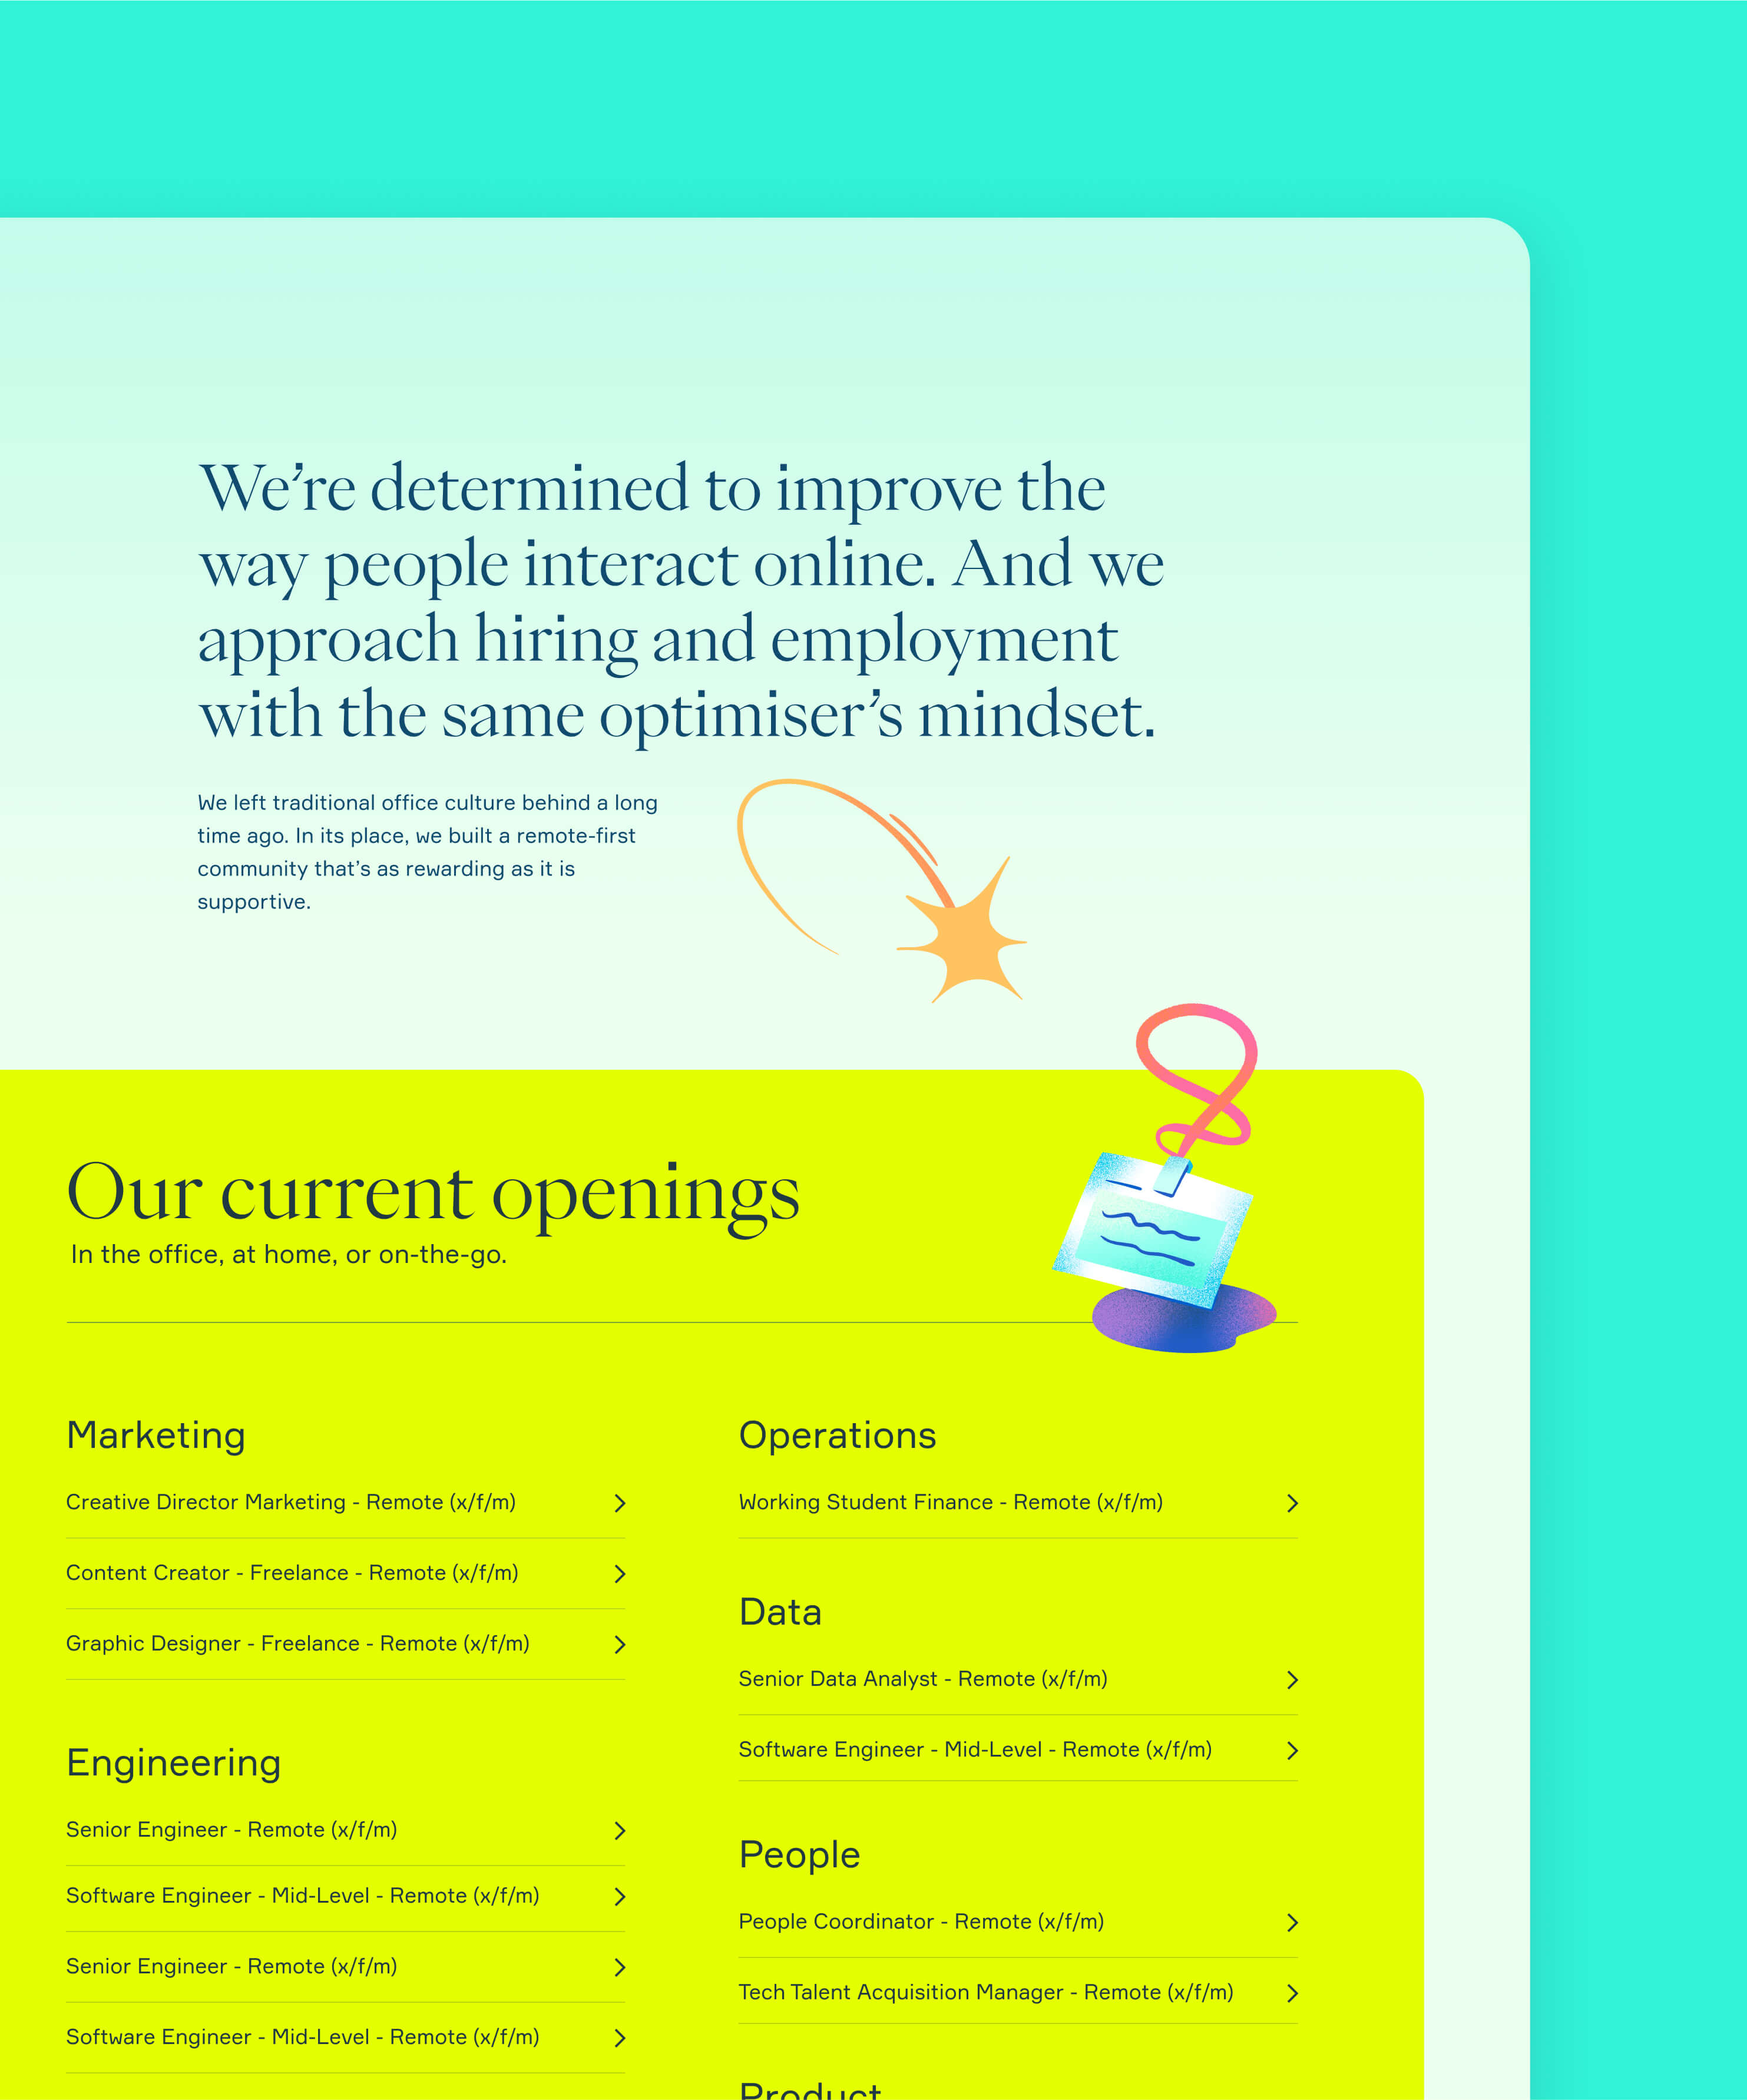 We’re determined to improve the
way people interact online. And we
approach hiring and employment
with the same optimiser’s mindset.
We left traditional office culture behind a long
time ago. In its place, we built a remote-first
community that’s as rewarding as it is
supportive.
Our current openings
In the office, at home, or on-the-go.
Marketing
Creative Director Marketing - Remote (x/f/m)
Content Creator - Freelance - Remote (x/f/m)
Graphic Designer - Freelance - Remote (x/f/m)
Engineering
Senior Engineer - Remote (x/f/m)
Software Engineer - Mid-Level - Remote (x/f/m)
Senior Engineer - Remote (x/f/m)
Software Engineer - Mid-Level - Remote (x/f/m)
Operations
Working Student Finance - Remote (x/f/m)
Data
Senior Data Analyst - Remote (x/f/m)
Software Engineer - Mid-Level - Remote (x/f/m)
People
People Coordinator - Remote (x/f/m)
Tech Talent Acquisition Manager - Remote (x/f/m)
Product